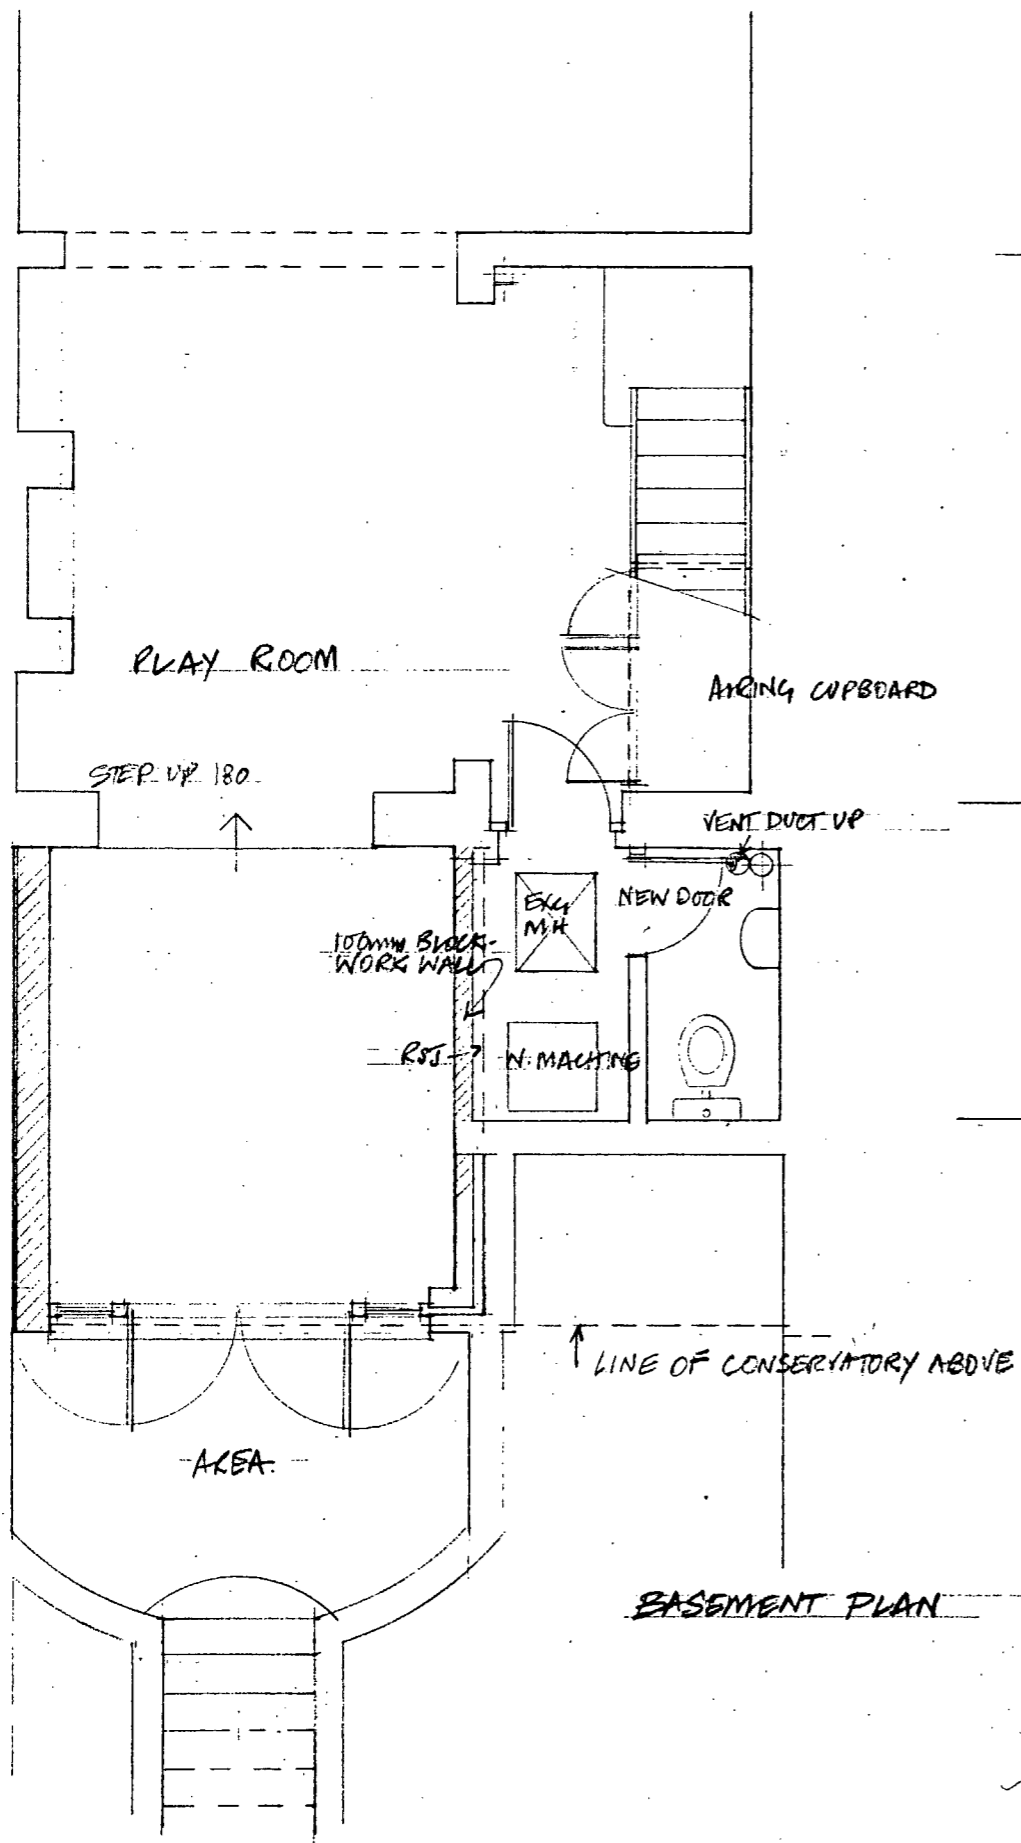 PLAY ROOM
AIRING CUPBOARD
STEP UP 180
VENT DUCT UP
EXG
MH
NEW DOOR
100mm BLOCK-
WORK WALL
RSJ
W. MACHINE
LINE OF CONSERVATORY ABOVE
AREA.
BASEMENT PLAN